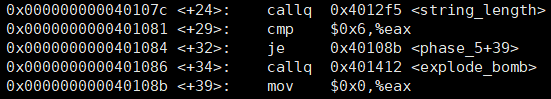 0x000000000040107c <+24>: callq 0x4012f5 <string_length>
0x0000000000401081 <+29>: cmp $0x6,%eax
0x0000000000401084 <+32>: je 0x40108b <phase_5+39>
0x0000000000401086 <+34>: callq 0x401412 <explode_bomb>
0x000000000040108b <+39>: mov $0x0,%eax